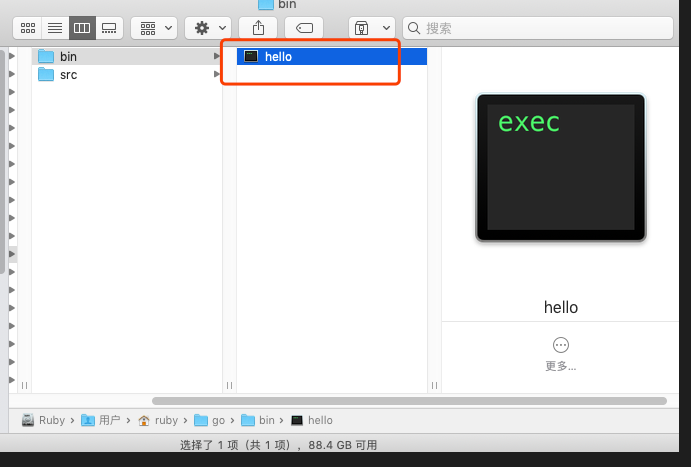 bin
搜索
bin
src
hello
exec
hello
更多...
Ruby › 用户 › ruby › go › bin › hello
选择了 1 项（共 1 项），88.4 GB 可用